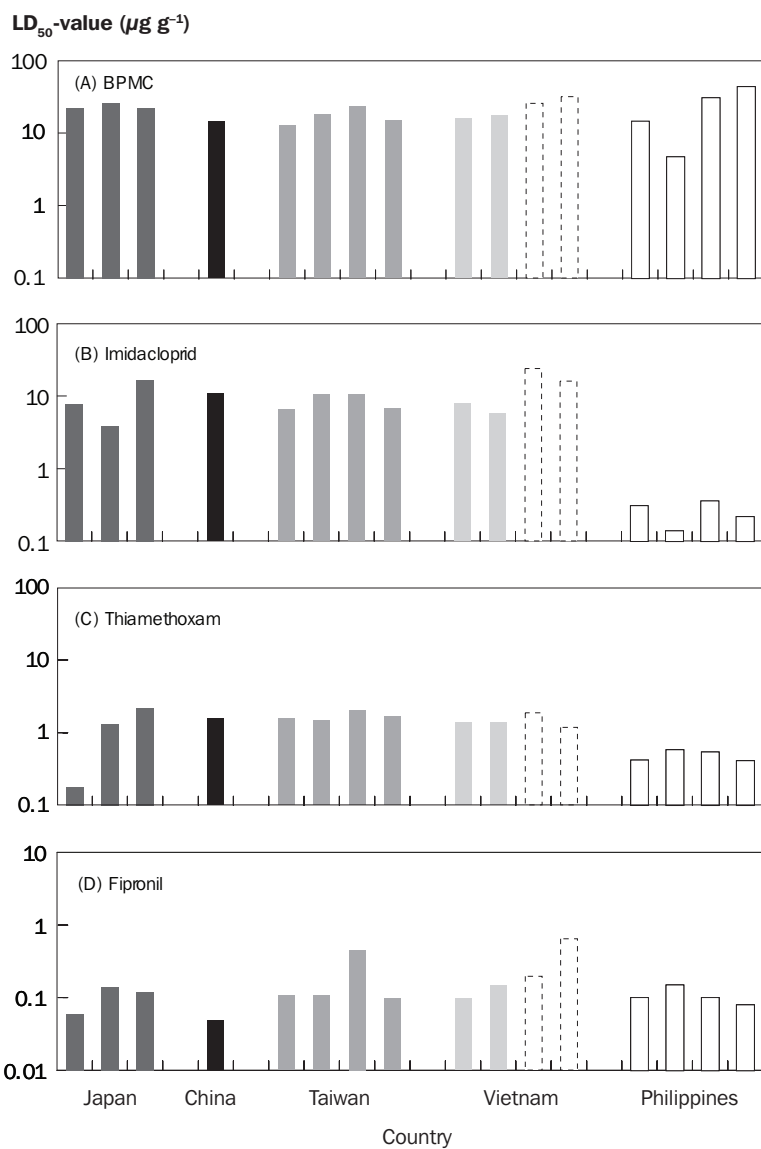 LD50-value (µg g–1)
100
(A) BPMC
10
1
0.1
100
(B) Imidacloprid
10
1
0.1
100
(C) Thiamethoxam
10
1
0.1
10
(D) Fipronil
1
0.1
0.01
Japan China Taiwan Vietnam Philippines
Country